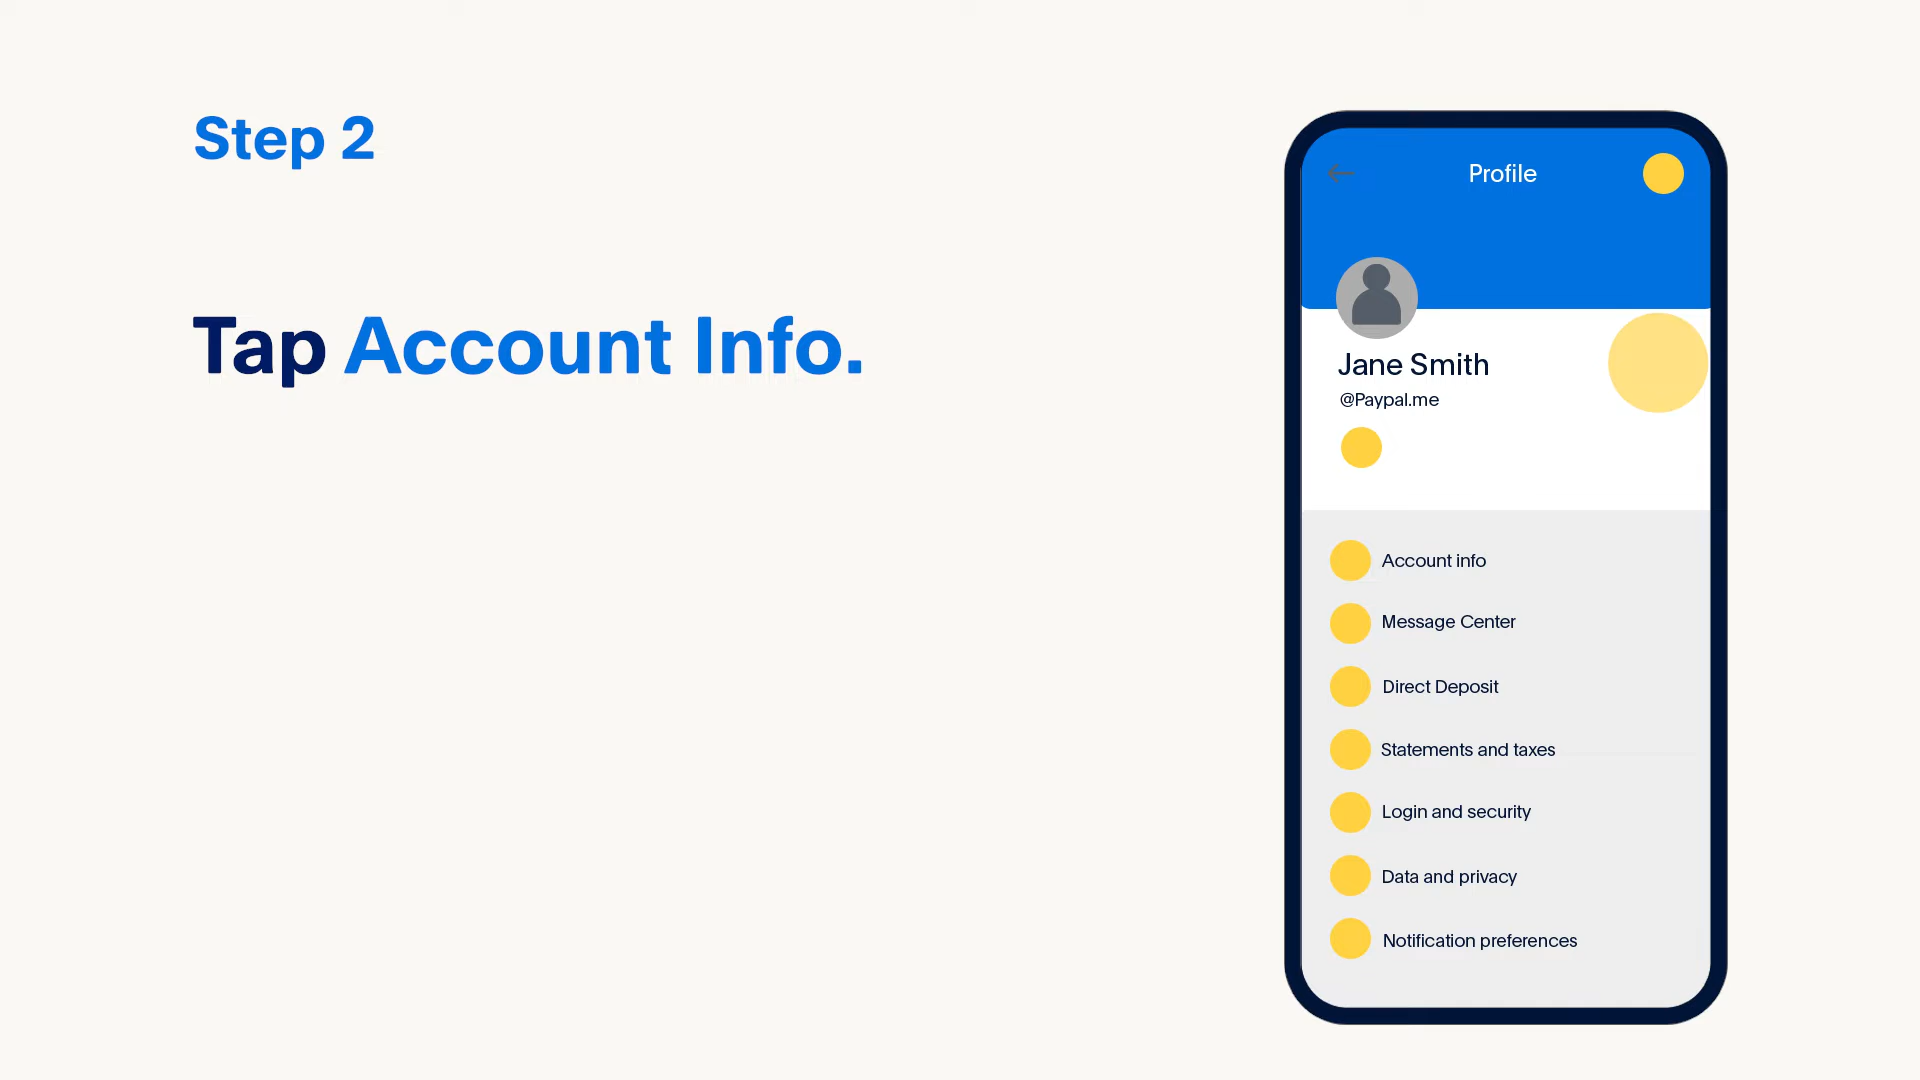 Step 2
Tap Account Info.
Profile
Jane Smith
@Paypal.me
Account info
Message Center
Direct Deposit
Statements and taxes
Login and security
Data and privacy
Notification preferences